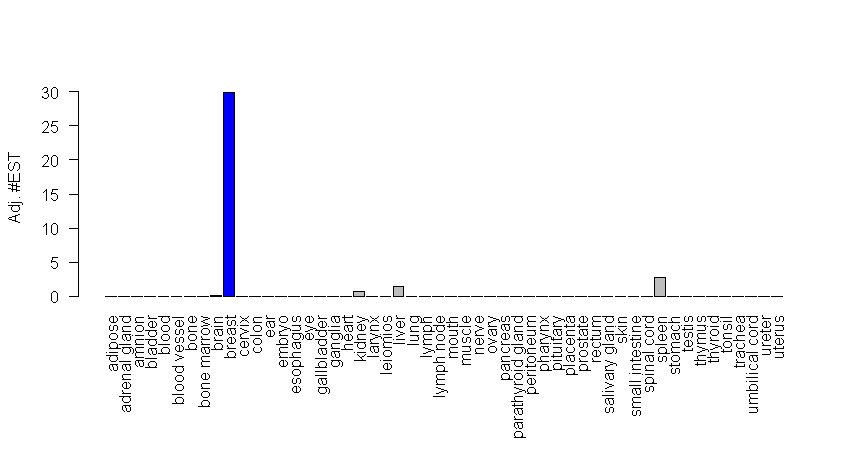 30
25
20
15
10
5
0
Adj. #EST
adipose
adrenal gland
amnion
bladder
blood
blood vessel
bone
bone marrow
brain
breast
cervix
colon
ear
embryo
esophagus
eye
gallbladder
ganglia
heart
kidney
larynx
leiomios
liver
lung
lymph
lymph node
mouth
muscle
nerve
ovary
pancreas
parathyroid gland
peritoneum
pharynx
pituitary
placenta
prostate
rectum
salivary gland
skin
small intestine
spinal cord
spleen
stomach
testis
thymus
thyroid
tonsil
trachea
umbilical cord
ureter
uterus